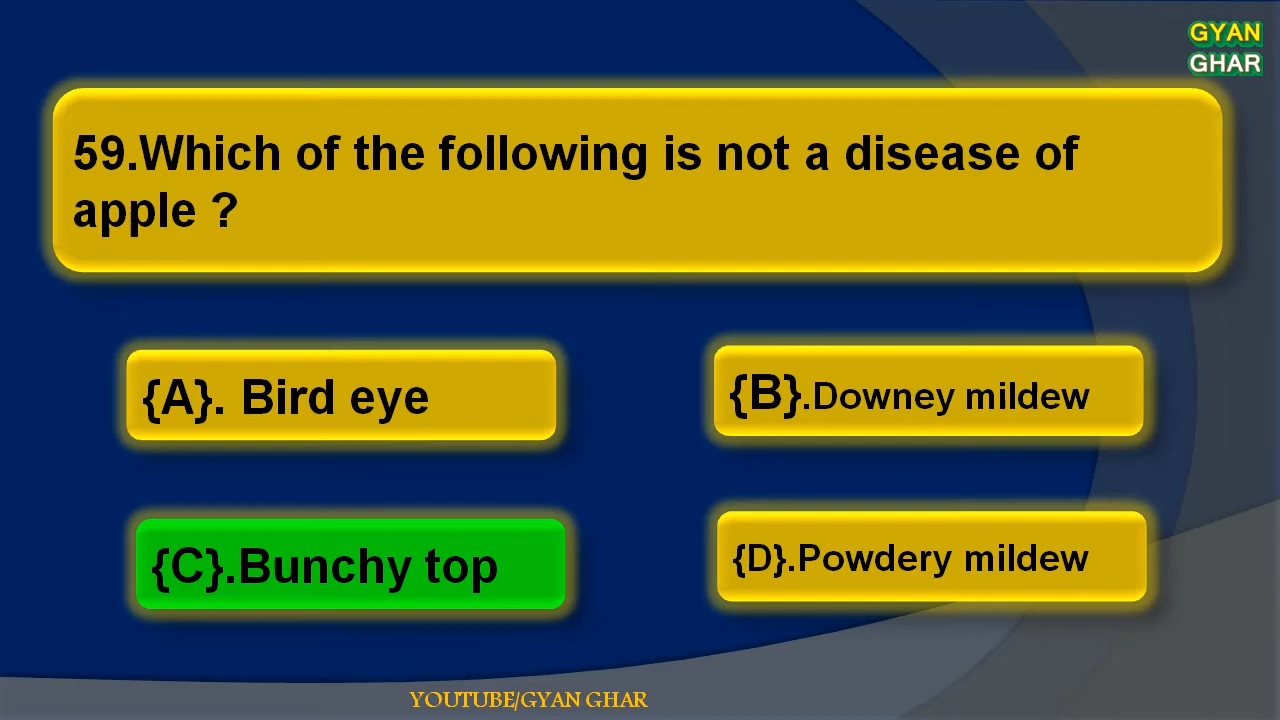 GYAN
GHAR
59.Which of the following is not a disease of
apple ?
{A}. Bird eye
{B}.Downey mildew
{C}.Bunchy top
{D}.Powdery mildew
YOUTUBE/GYAN GHAR